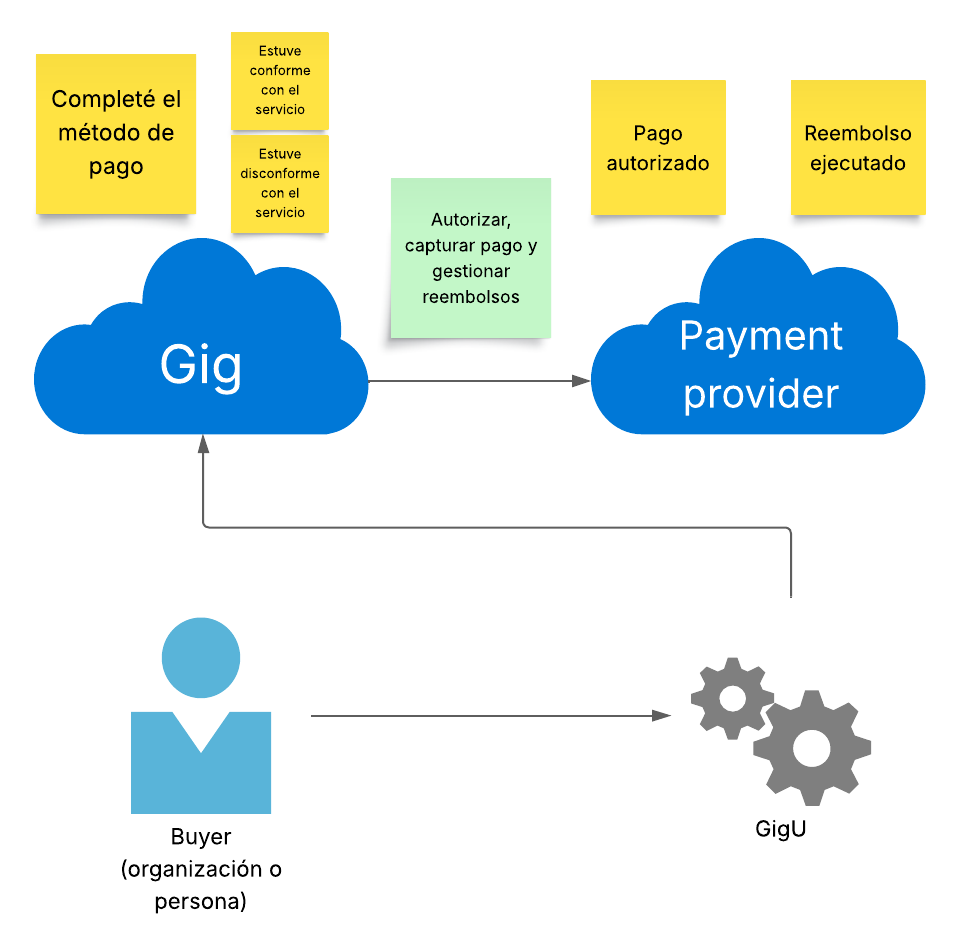 Completé el
método de
pago
Estuve
conforme
con el
servicio
Estuve
disconforme
con el
servicio
Autorizar,
capturar pago y
gestionar
reembolsos
Pago
autorizado
Reembolso
ejecutado
Gig
Payment
provider
Buyer
(organización o
persona)
GigU